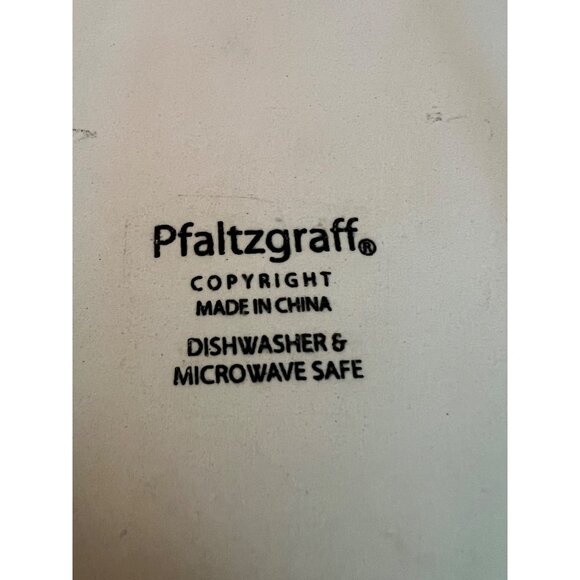 Pfaltzgraff®
COPYRIGHT
MADE IN CHINA
DISHWASHER &
MICROWAVE SAFE